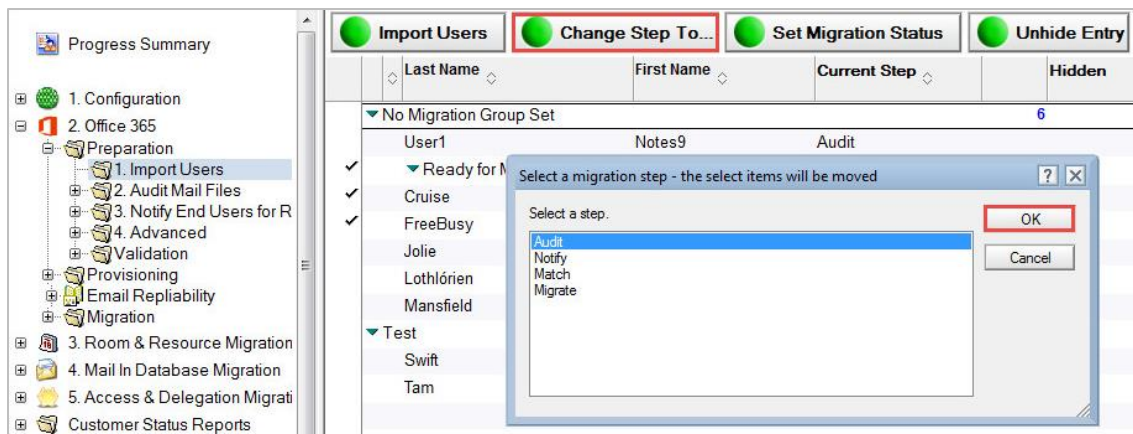 Import Users Change Step To... Set Migration Status Unhide Entry
Progress Summary
1. Configuration
2. Office 365
Preparation
1. Import Users
2. Audit Mail Files
3. Notify End Users for R
4. Advanced
Validation
Provisioning
Email Repliability
Migration
3. Room & Resource Migration
4. Mail In Database Migration
5. Access & Delegation Migrati
Customer Status Reports
Last Name First Name Current Step Hidden
No Migration Group Set 6
User1 Notes9 Audit
Ready for M
Cruise
FreeBusy
Jolie
Lothlórien
Mansfield
Test
Swift
Tam
Select a migration step - the select items will be moved
Select a step.
Audit
Notify
Match
Migrate
OK
Cancel